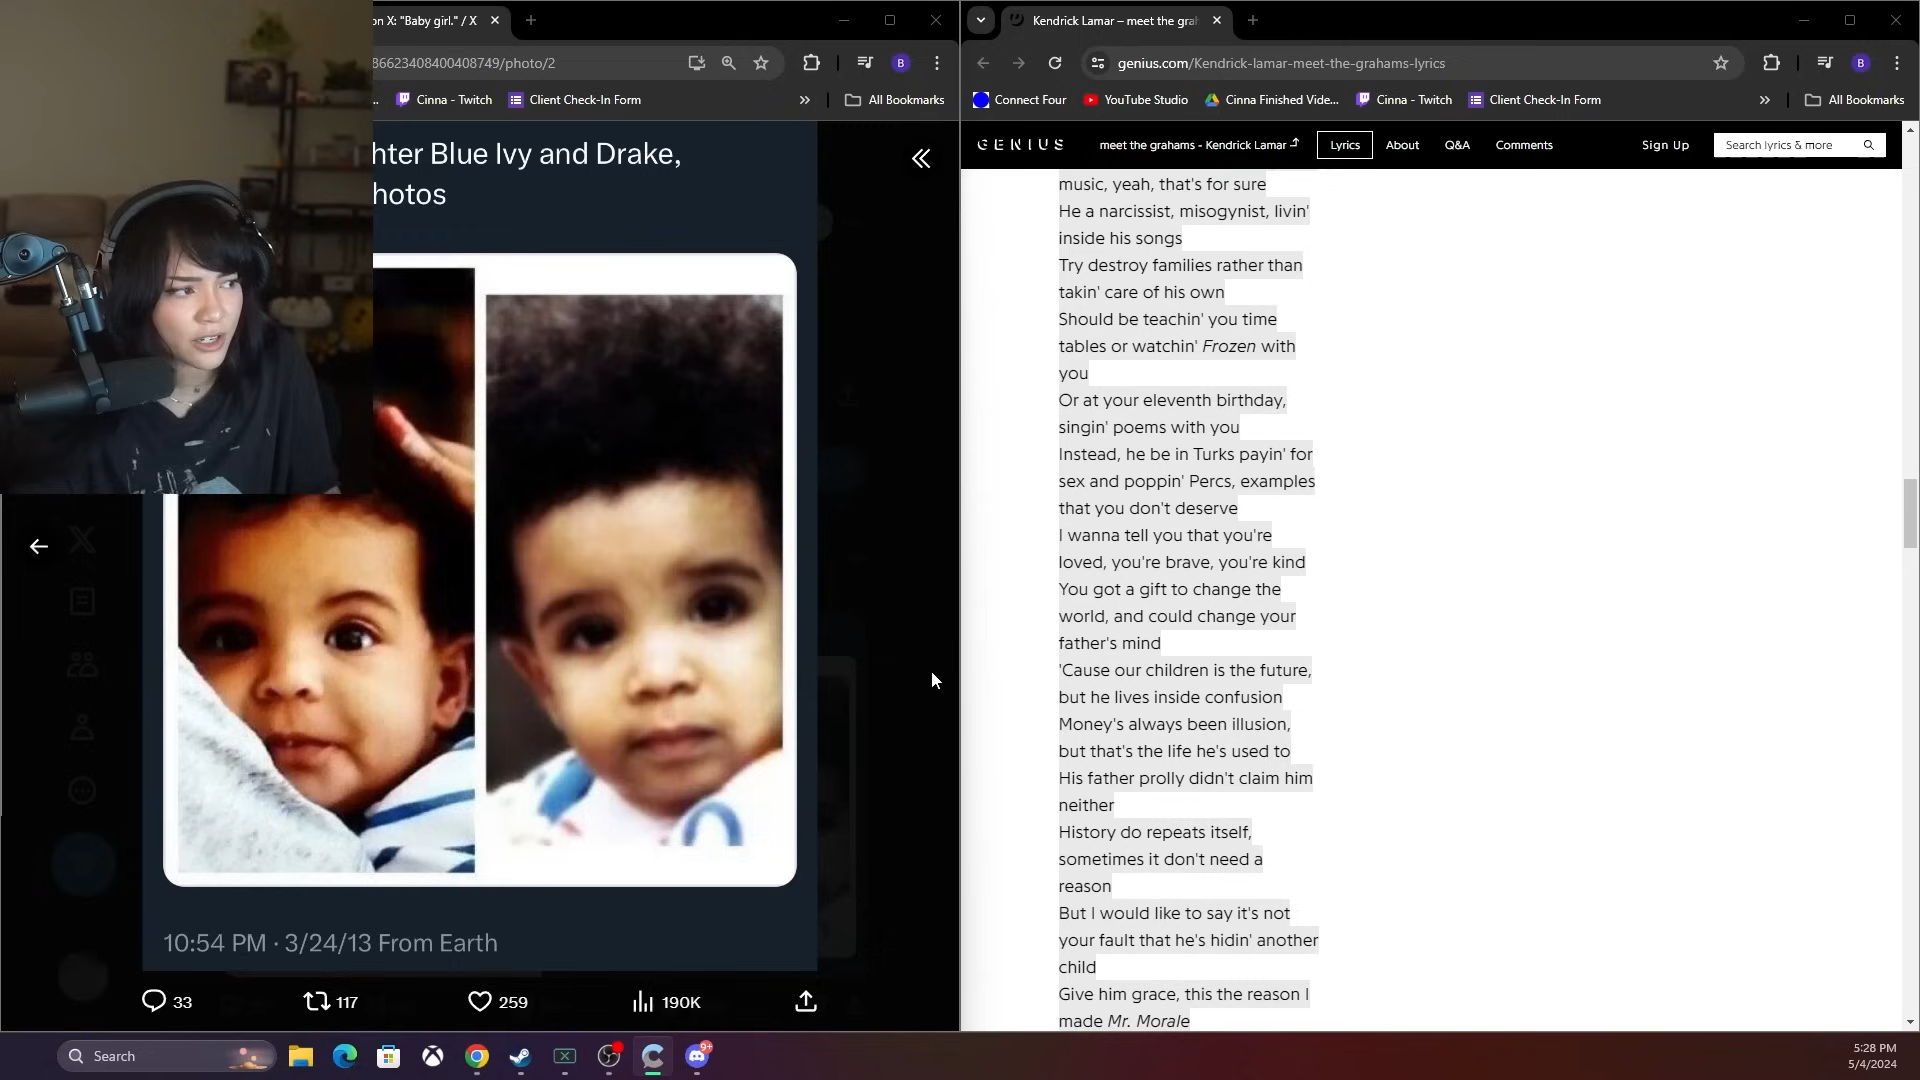 on X: "Baby girl." / X
86623408400408749/photo/2
B
...
Cinna - Twitch
Client Check-In Form
All Bookmarks
hter Blue Ivy and Drake,
hotos
10:54 PM · 3/24/13 From Earth
33
117
259
190K
Kendrick Lamar – meet the grah
genius.com/Kendrick-lamar-meet-the-grahams-lyrics
B
Connect Four
YouTube Studio
Cinna Finished Vide...
Cinna - Twitch
Client Check-In Form
All Bookmarks
GENIUS
meet the grahams - Kendrick Lamar
Lyrics
About
Q&A
Comments
Sign Up
Search lyrics & more
music, yeah, that's for sure
He a narcissist, misogynist, livin'
inside his songs
Try destroy families rather than
takin' care of his own
Should be teachin' you time
tables or watchin' Frozen with
you
Or at your eleventh birthday,
singin' poems with you
Instead, he be in Turks payin' for
sex and poppin' Percs, examples
that you don't deserve
I wanna tell you that you're
loved, you're brave, you're kind
You got a gift to change the
world, and could change your
father's mind
'Cause our children is the future,
but he lives inside confusion
Money's always been illusion,
but that's the life he's used to
His father prolly didn't claim him
neither
History do repeats itself,
sometimes it don't need a
reason
But I would like to say it's not
your fault that he's hidin' another
child
Give him grace, this the reason I
made Mr. Morale
Search
9+
5:28 PM
5/4/2024